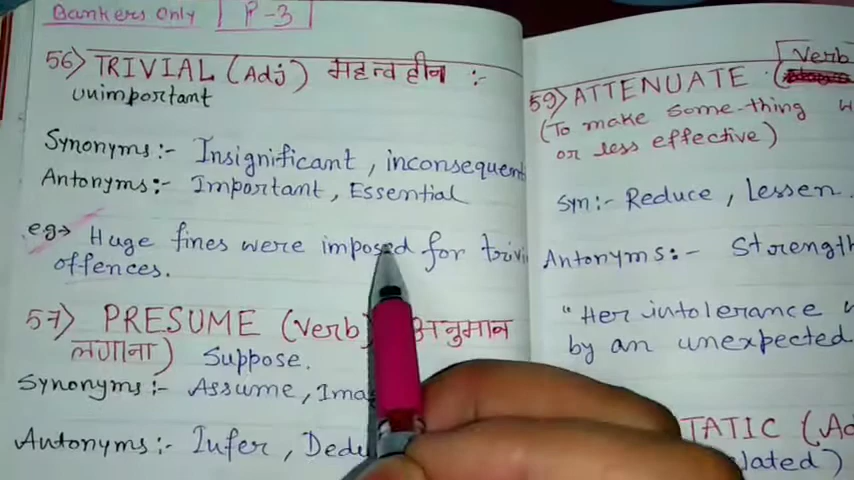 Bankers Only P-3
56) TRIVIAL (Adj) महत्वहीन :-
unimportant
Synonyms:- Insignificant, inconsequent
Antonyms:- Important, Essential
eg→ Huge fines were imposed for trivi
offences.
57) PRESUME (Verb) अनुमान
लगाना) Suppose.
Synonyms:- Assume, Ima
Antonyms:- Infer, Dedu
Verb
59) ATTENUATE
(To make Some-thing w
or less effective)
Syn:- Reduce, Lessen.
Antonyms:- Strength
"Her intolerance w
by an unexpected
TATIC (Ad
lated)